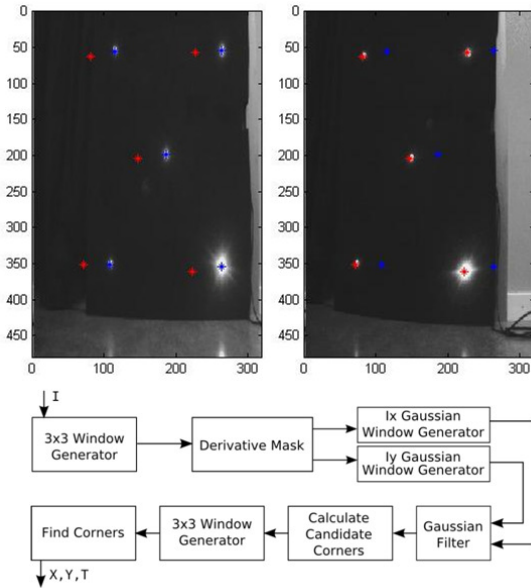 0
50
100
150
200
250
300
350
400
450
0
100
200
300
0
50
100
150
200
250
300
350
400
450
0
100
200
300
I
3x3 Window
Generator
Derivative Mask
Ix Gaussian
Window Generator
Iy Gaussian
Window Generator
Find Corners
3x3 Window
Generator
Calculate
Candidate
Corners
Gaussian
Filter
X,Y,T